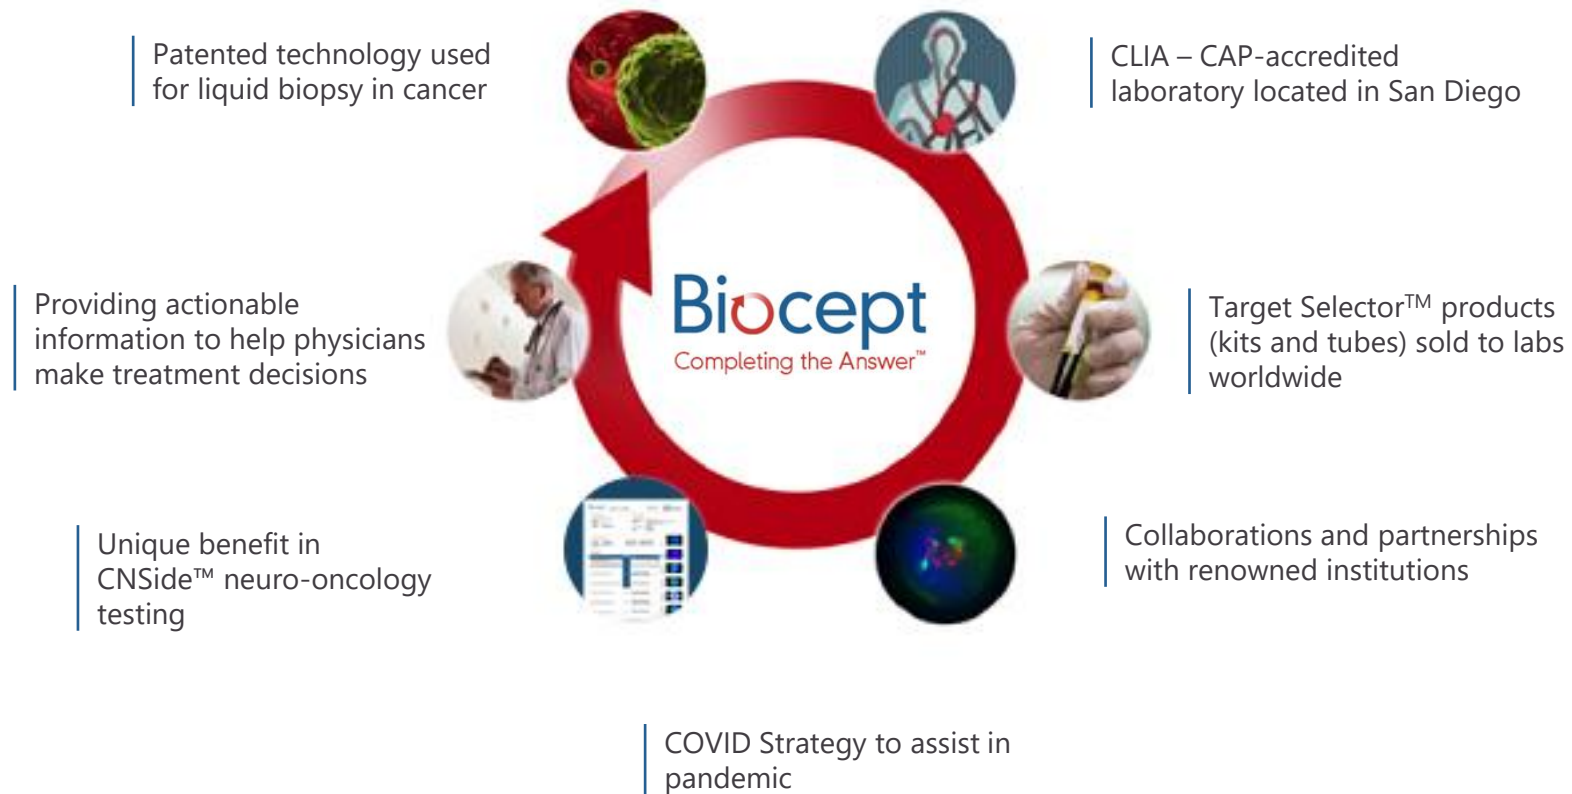 Patented technology used
for liquid biopsy in cancer
CLIA – CAP-accredited
laboratory located in San Diego
Providing actionable
information to help physicians
make treatment decisions
Biocept
Completing the Answer™
Target Selector™ products
(kits and tubes) sold to labs
worldwide
Unique benefit in
CNSide™ neuro-oncology
testing
Collaborations and partnerships
with renowned institutions
COVID Strategy to assist in
pandemic